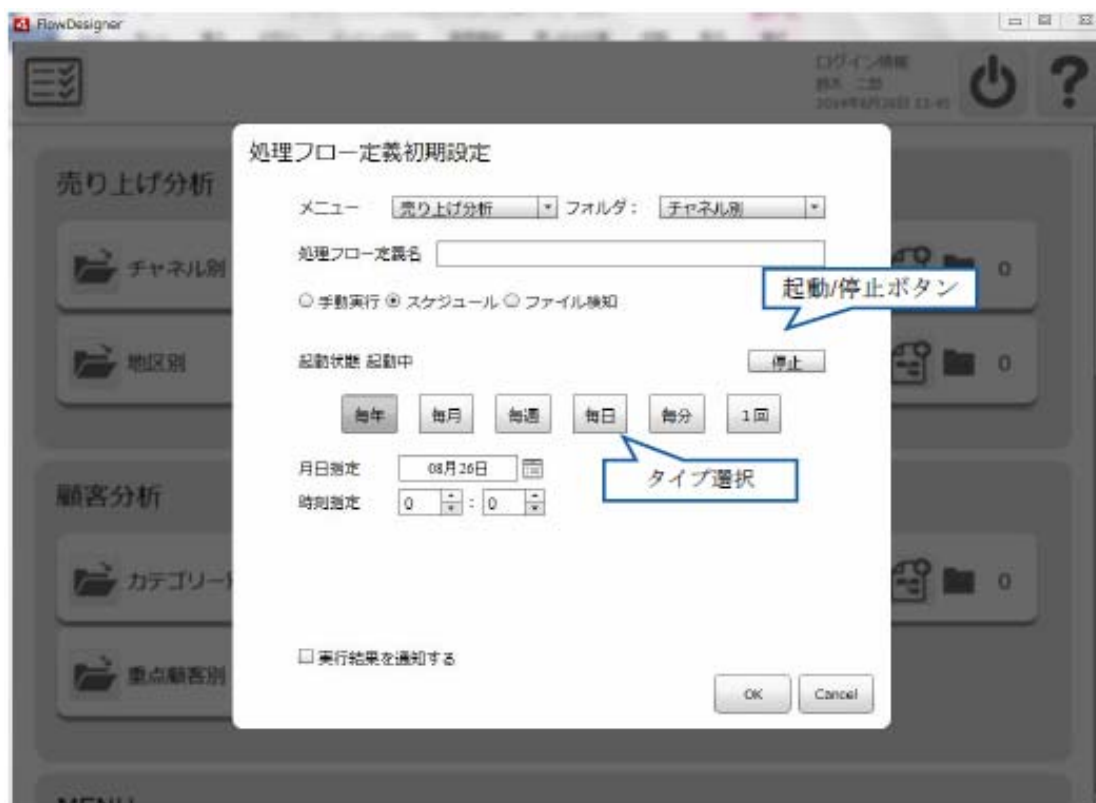 FlowDesigner
ログイン情報
鈴木 二郎
処理フロー定義初期設定
売り上げ分析
メニュー 売り上げ分析 フォルダ: チャネル別
処理フロー定義名
チャネル別 0
起動/停止ボタン
手動実行 スケジュール ファイル検知
起動状態 起動中 停止
地区別 0
毎年 毎月 毎週 毎日 毎分 1回
月日指定 08月26日
タイプ選択
時刻指定 0 : 0
顧客分析
カテゴリー 0
実行結果を通知する
重点顧客別
OK Cancel
MENU